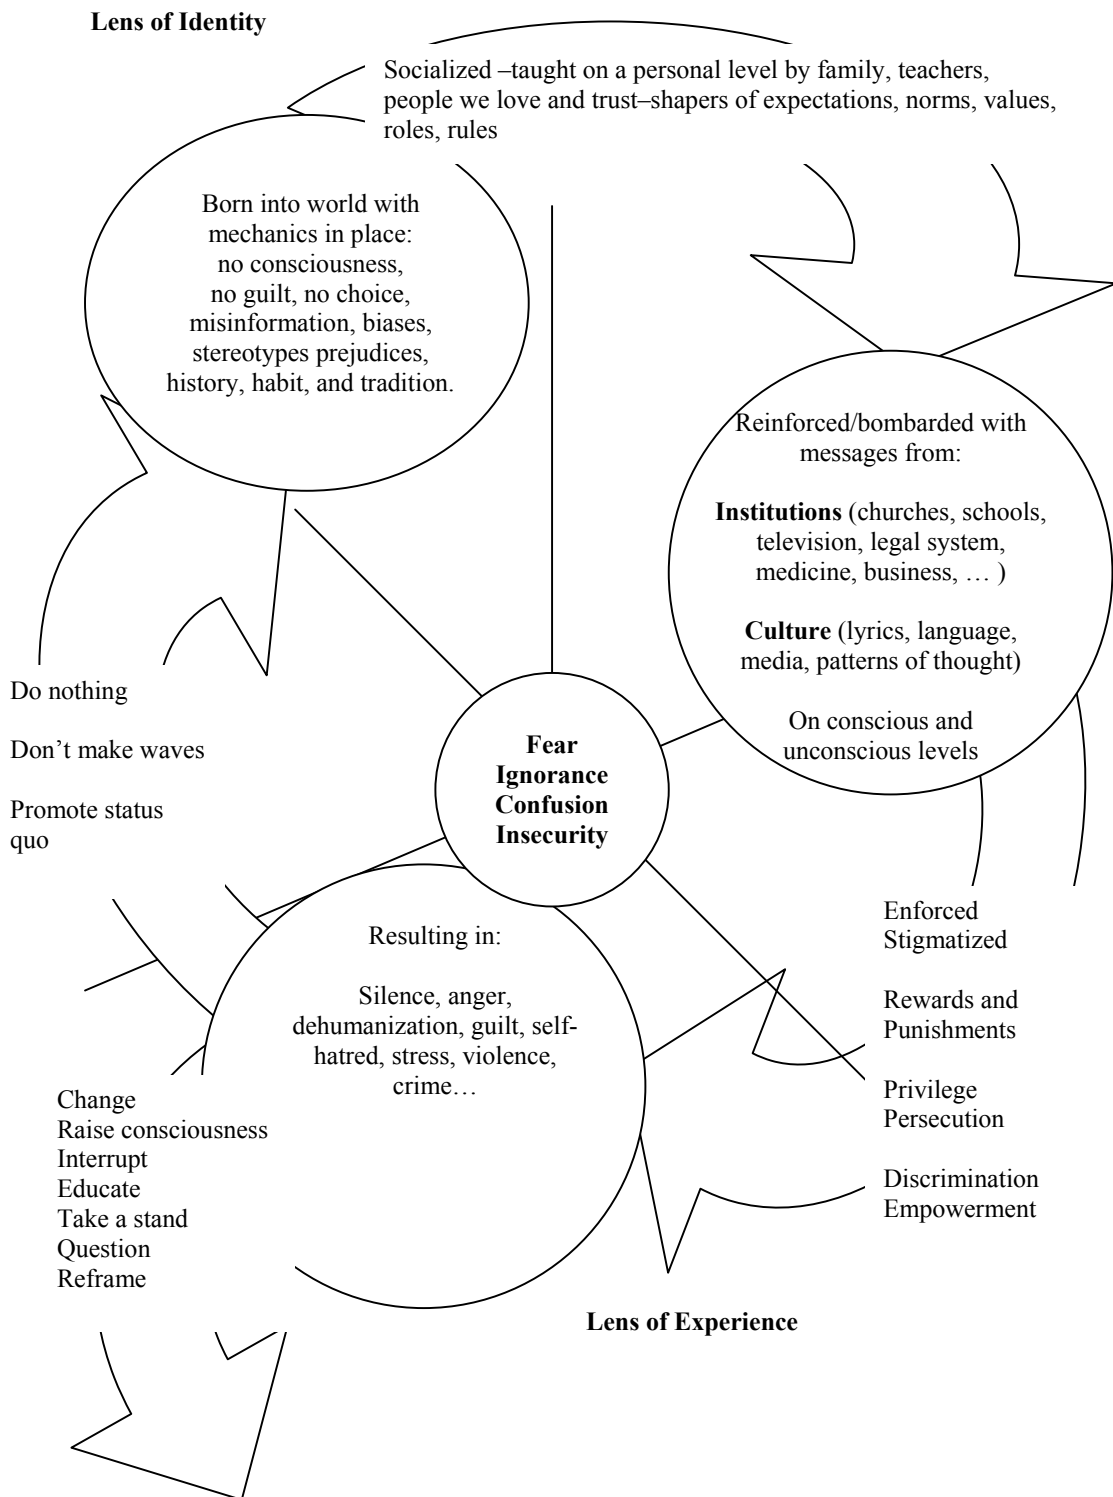 Lens of Identity
Socialized –taught on a personal level by family, teachers,
people we love and trust–shapers of expectations, norms, values,
roles, rules
Born into world with
mechanics in place:
no consciousness,
no guilt, no choice,
misinformation, biases,
stereotypes prejudices,
history, habit, and tradition.
Reinforced/bombarded with
messages from:
Institutions (churches, schools,
television, legal system,
medicine, business, … )
Culture (lyrics, language,
media, patterns of thought)
On conscious and
unconscious levels
Do nothing
Don’t make waves
Promote status
quo
Fear
Ignorance
Confusion
Insecurity
Enforced
Stigmatized
Rewards and
Punishments
Privilege
Persecution
Discrimination
Empowerment
Resulting in:
Silence, anger,
dehumanization, guilt, self-
hatred, stress, violence,
crime…
Change
Raise consciousness
Interrupt
Educate
Take a stand
Question
Reframe
Lens of Experience